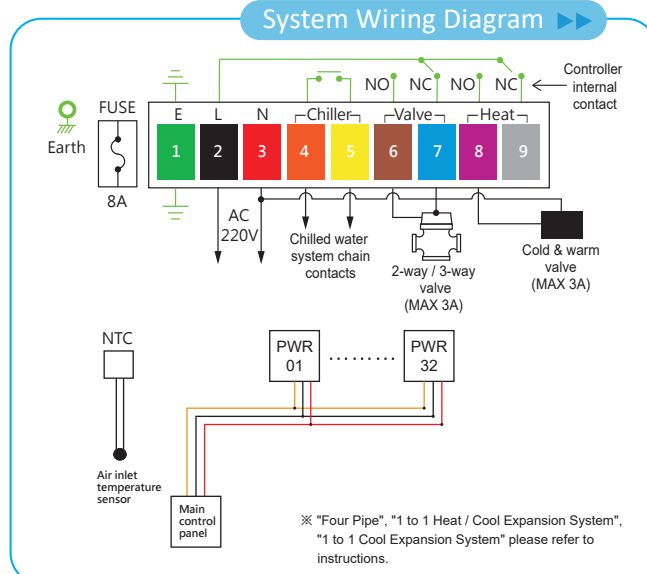 System Wiring Diagram
Controller
internal
contact
NO NC NO NC
FUSE
E L N Chiller Valve Heat
Earth
1 2 3 4 5 6 7 8 9
8A
AC
220V
Chilled water
system chain
contacts
2-way / 3-way
valve
(MAX 3A)
Cold & warm
valve
(MAX 3A)
NTC
PWR
01
.........
PWR
32
Air inlet
temperature
sensor
Main
control
panel
※ "Four Pipe", "1 to 1 Heat / Cool Expansion System",
"1 to 1 Cool Expansion System" please refer to
instructions.